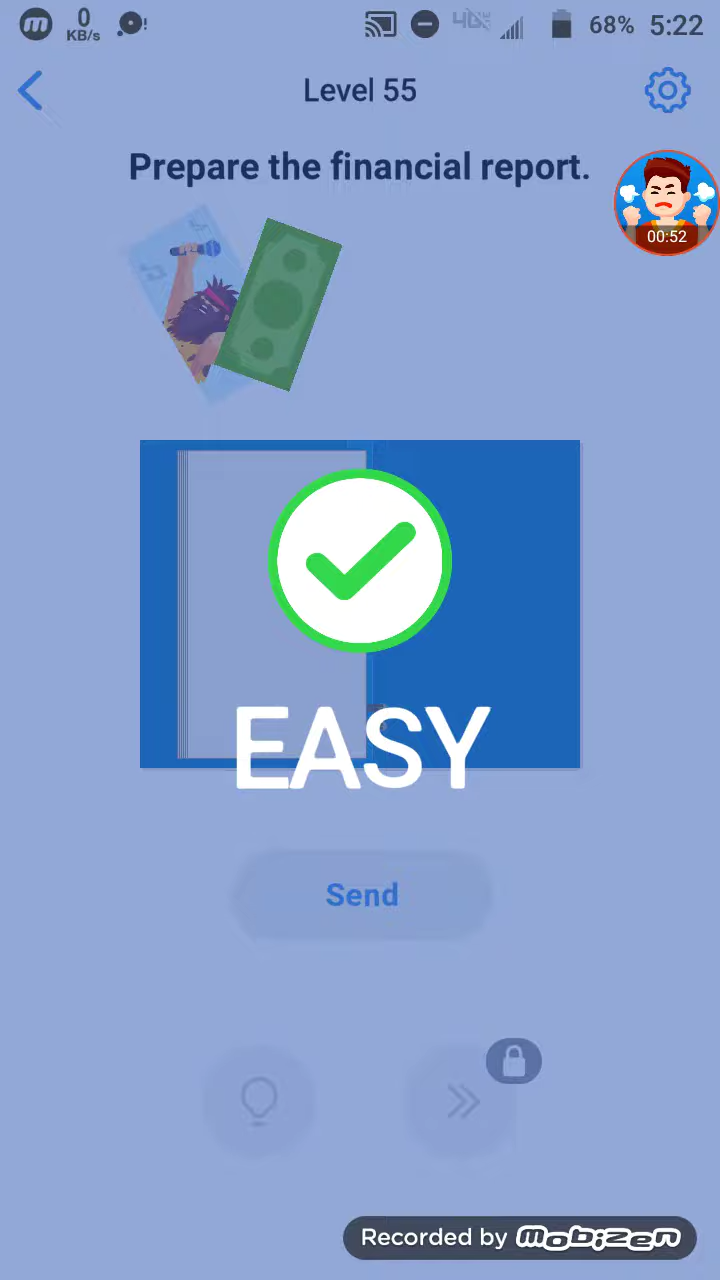 0
KB/s
4G
68% 5:22
Level 55
Prepare the financial report.
00:52
EASY
Send
Recorded by mobizen